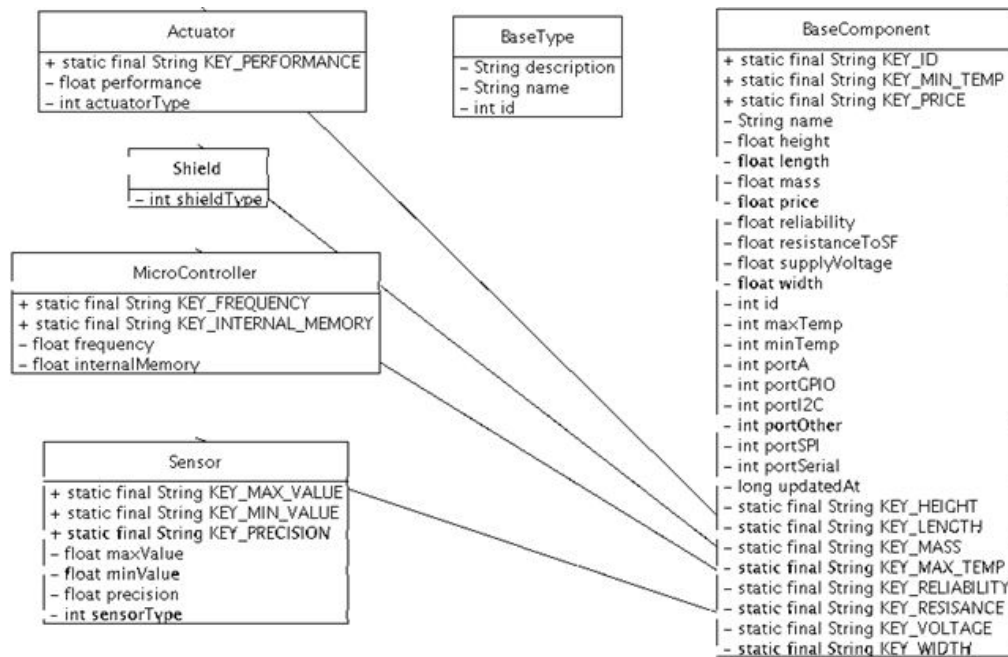 Actuator
+ static final String KEY_PERFORMANCE
– float performance
– int actuatorType
Shield
– int shieldType
MicroController
+ static final String KEY_FREQUENCY
+ static final String KEY_INTERNAL_MEMORY
– float frequency
– float internalMemory
Sensor
+ static final String KEY_MAX_VALUE
+ static final String KEY_MIN_VALUE
+ static final String KEY_PRECISION
– float maxValue
– float minValue
– float precision
– int sensorType
BaseType
– String description
– String name
– int id
BaseComponent
+ static final String KEY_ID
+ static final String KEY_MIN_TEMP
+ static final String KEY_PRICE
– String name
– float height
– float length
– float mass
– float price
– float reliability
– float resistanceToSF
– float supplyVoltage
– float width
– int id
– int maxTemp
– int minTemp
– int portA
– int portGPIO
– int portI2C
– int portOther
– int portSPI
– int portSerial
– long updatedAt
– static final String KEY_HEIGHT
– static final String KEY_LENGTH
– static final String KEY_MASS
– static final String KEY_MAX_TEMP
– static final String KEY_RELIABILITY
– static final String KEY_RESISANCE
– static final String KEY_VOLTAGE
– static final String KEY_WIDTH